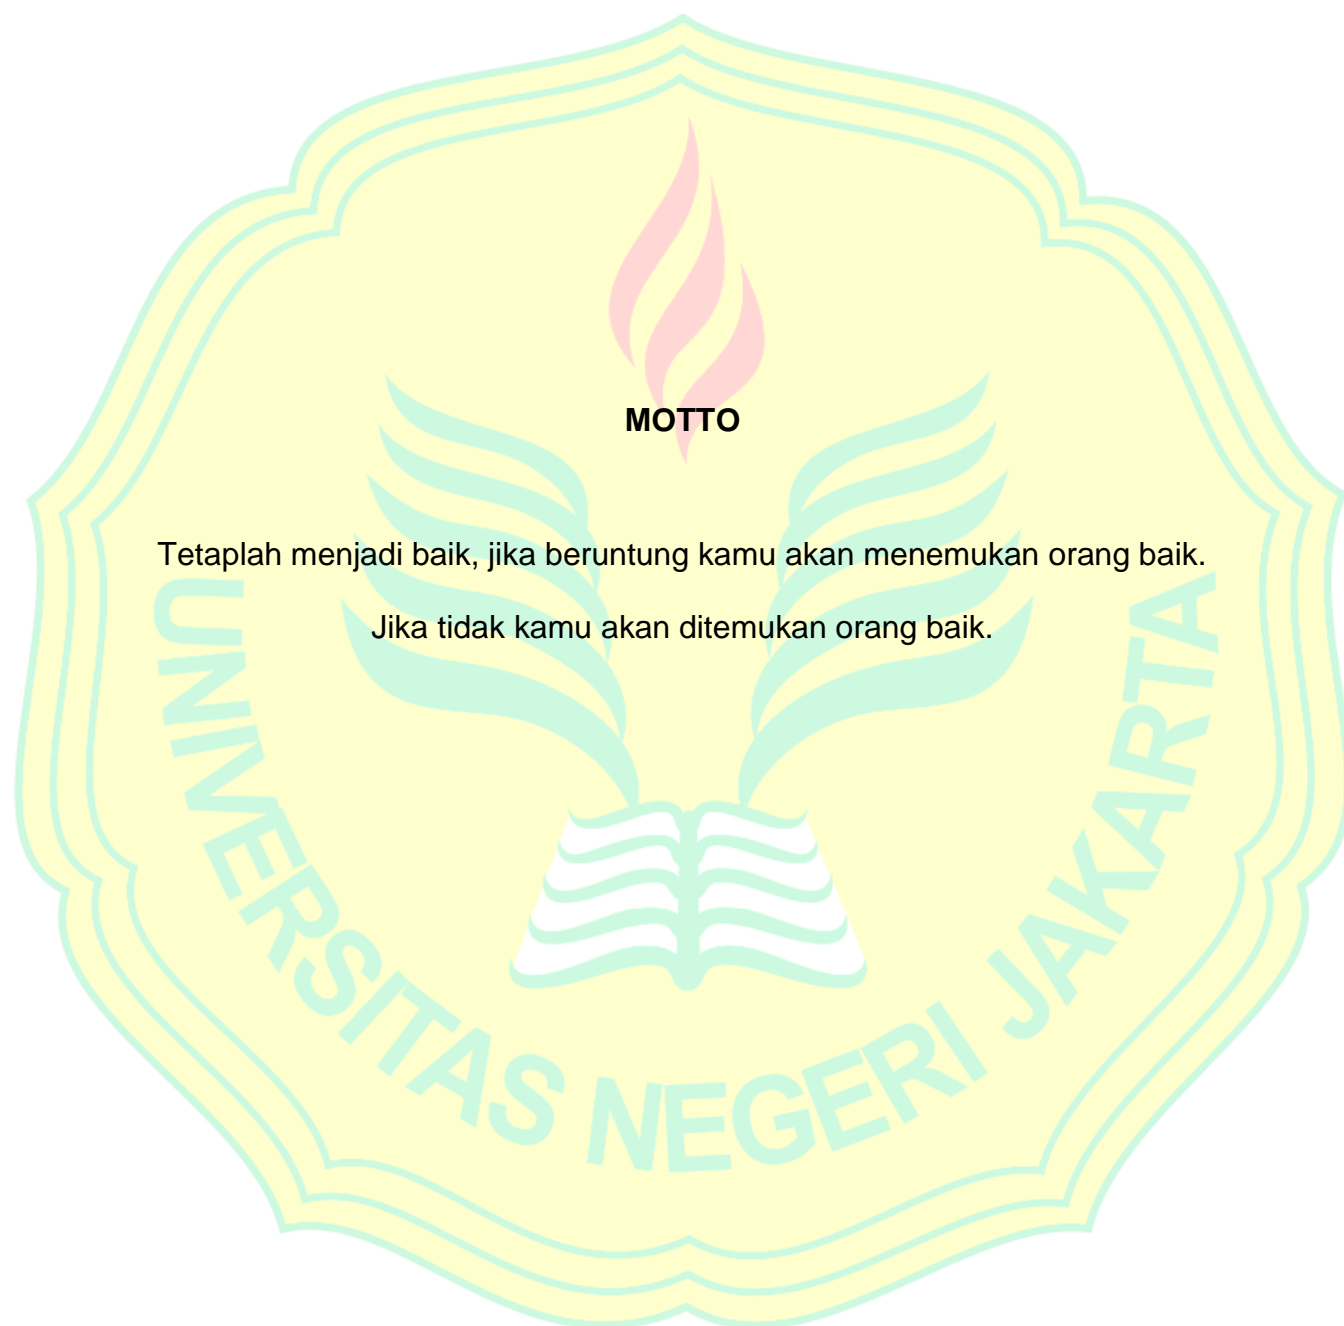 MOTTO
Tetaplah menjadi baik, jika beruntung kamu akan menemukan orang baik.
Jika tidak kamu akan ditemukan orang baik.
UNIVERSITAS NEGERI JAKARTA